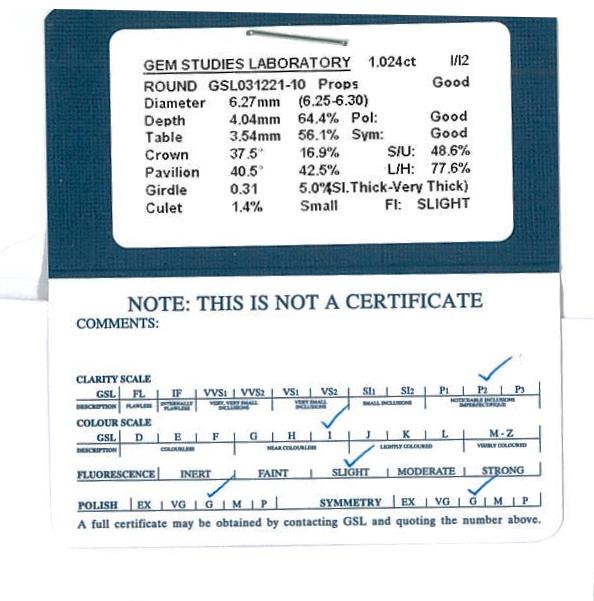 GEM STUDIES LABORATORY 1.024ct I/I2
ROUND GSL031221-10 Props Good
Diameter 6.27mm (6.25-6.30)
Depth 4.04mm 64.4% Pol: Good
Table 3.54mm 56.1% Sym: Good
Crown 37.5° 16.9% S/U: 48.6%
Pavilion 40.5° 42.5% L/H: 77.6%
Girdle 0.31 5.0%(Sl.Thick-Very Thick)
Culet 1.4% Small Fl: SLIGHT
NOTE: THIS IS NOT A CERTIFICATE
COMMENTS:
CLARITY SCALE
GSL FL IF VVS1 VVS2 VS1 VS2 SI1 SI2 P1 P2 P3
DESCRIPTION FLAWLESS INTERNALLY FLAWLESS VERY, VERY SMALL INCLUSIONS VERY SMALL INCLUSIONS SMALL INCLUSIONS NOTICEABLE INCLUSIONS
COLOUR SCALE
GSL D E F G H I J K L M - Z
DESCRIPTION COLOURLESS NEAR COLOURLESS LIGHTLY COLOURED VISIBLY COLOURED
FLUORESCENCE INERT FAINT SLIGHT MODERATE STRONG
POLISH EX VG G M P SYMMETRY EX VG G M P
A full certificate may be obtained by contacting GSL and quoting the number above.